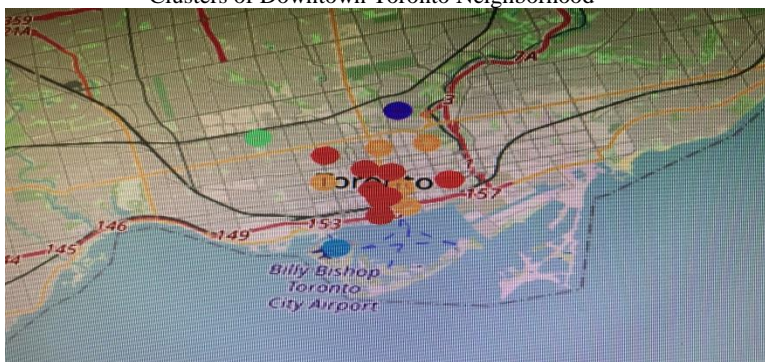 Clusters of Downtown Toronto Neighborhood
359
7A
3
Toronto
157
153
146
149
145
Billy Bishop
Toronto
City Airport